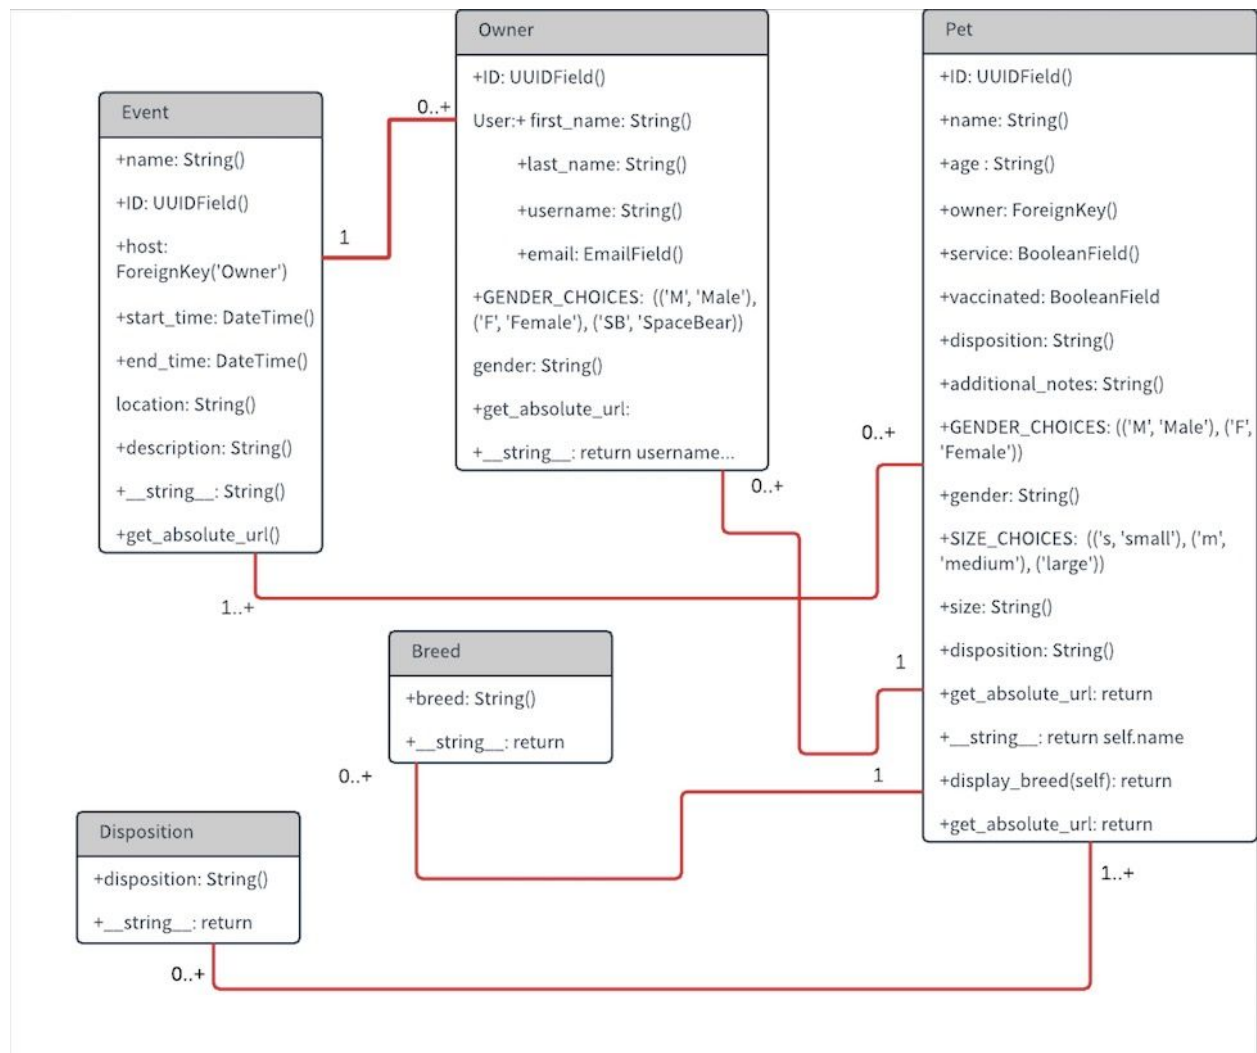 Event
+name: String()
+ID: UUIDField()
+host:
ForeignKey('Owner')
+start_time: DateTime()
+end_time: DateTime()
location: String()
+description: String()
+__string__: String()
+get_absolute_url()
1
1..+
Owner
+ID: UUIDField()
User:+ first_name: String()
+last_name: String()
+username: String()
+email: EmailField()
+GENDER_CHOICES: (('M', 'Male'),
('F', 'Female'), ('SB', 'SpaceBear))
gender: String()
+get_absolute_url:
+__string__: return username...
0..+
0..+
Pet
+ID: UUIDField()
+name: String()
+age : String()
+owner: ForeignKey()
+service: BooleanField()
+vaccinated: BooleanField
+disposition: String()
+additional_notes: String()
+GENDER_CHOICES: (('M', 'Male'), ('F',
'Female'))
+gender: String()
+SIZE_CHOICES: (('s, 'small'), ('m',
'medium'), ('large'))
+size: String()
+disposition: String()
+get_absolute_url: return
+__string__: return self.name
+display_breed(self): return
+get_absolute_url: return
0..+
1
1
1..+
Breed
+breed: String()
+__string__: return
0..+
Disposition
+disposition: String()
+__string__: return
0..+